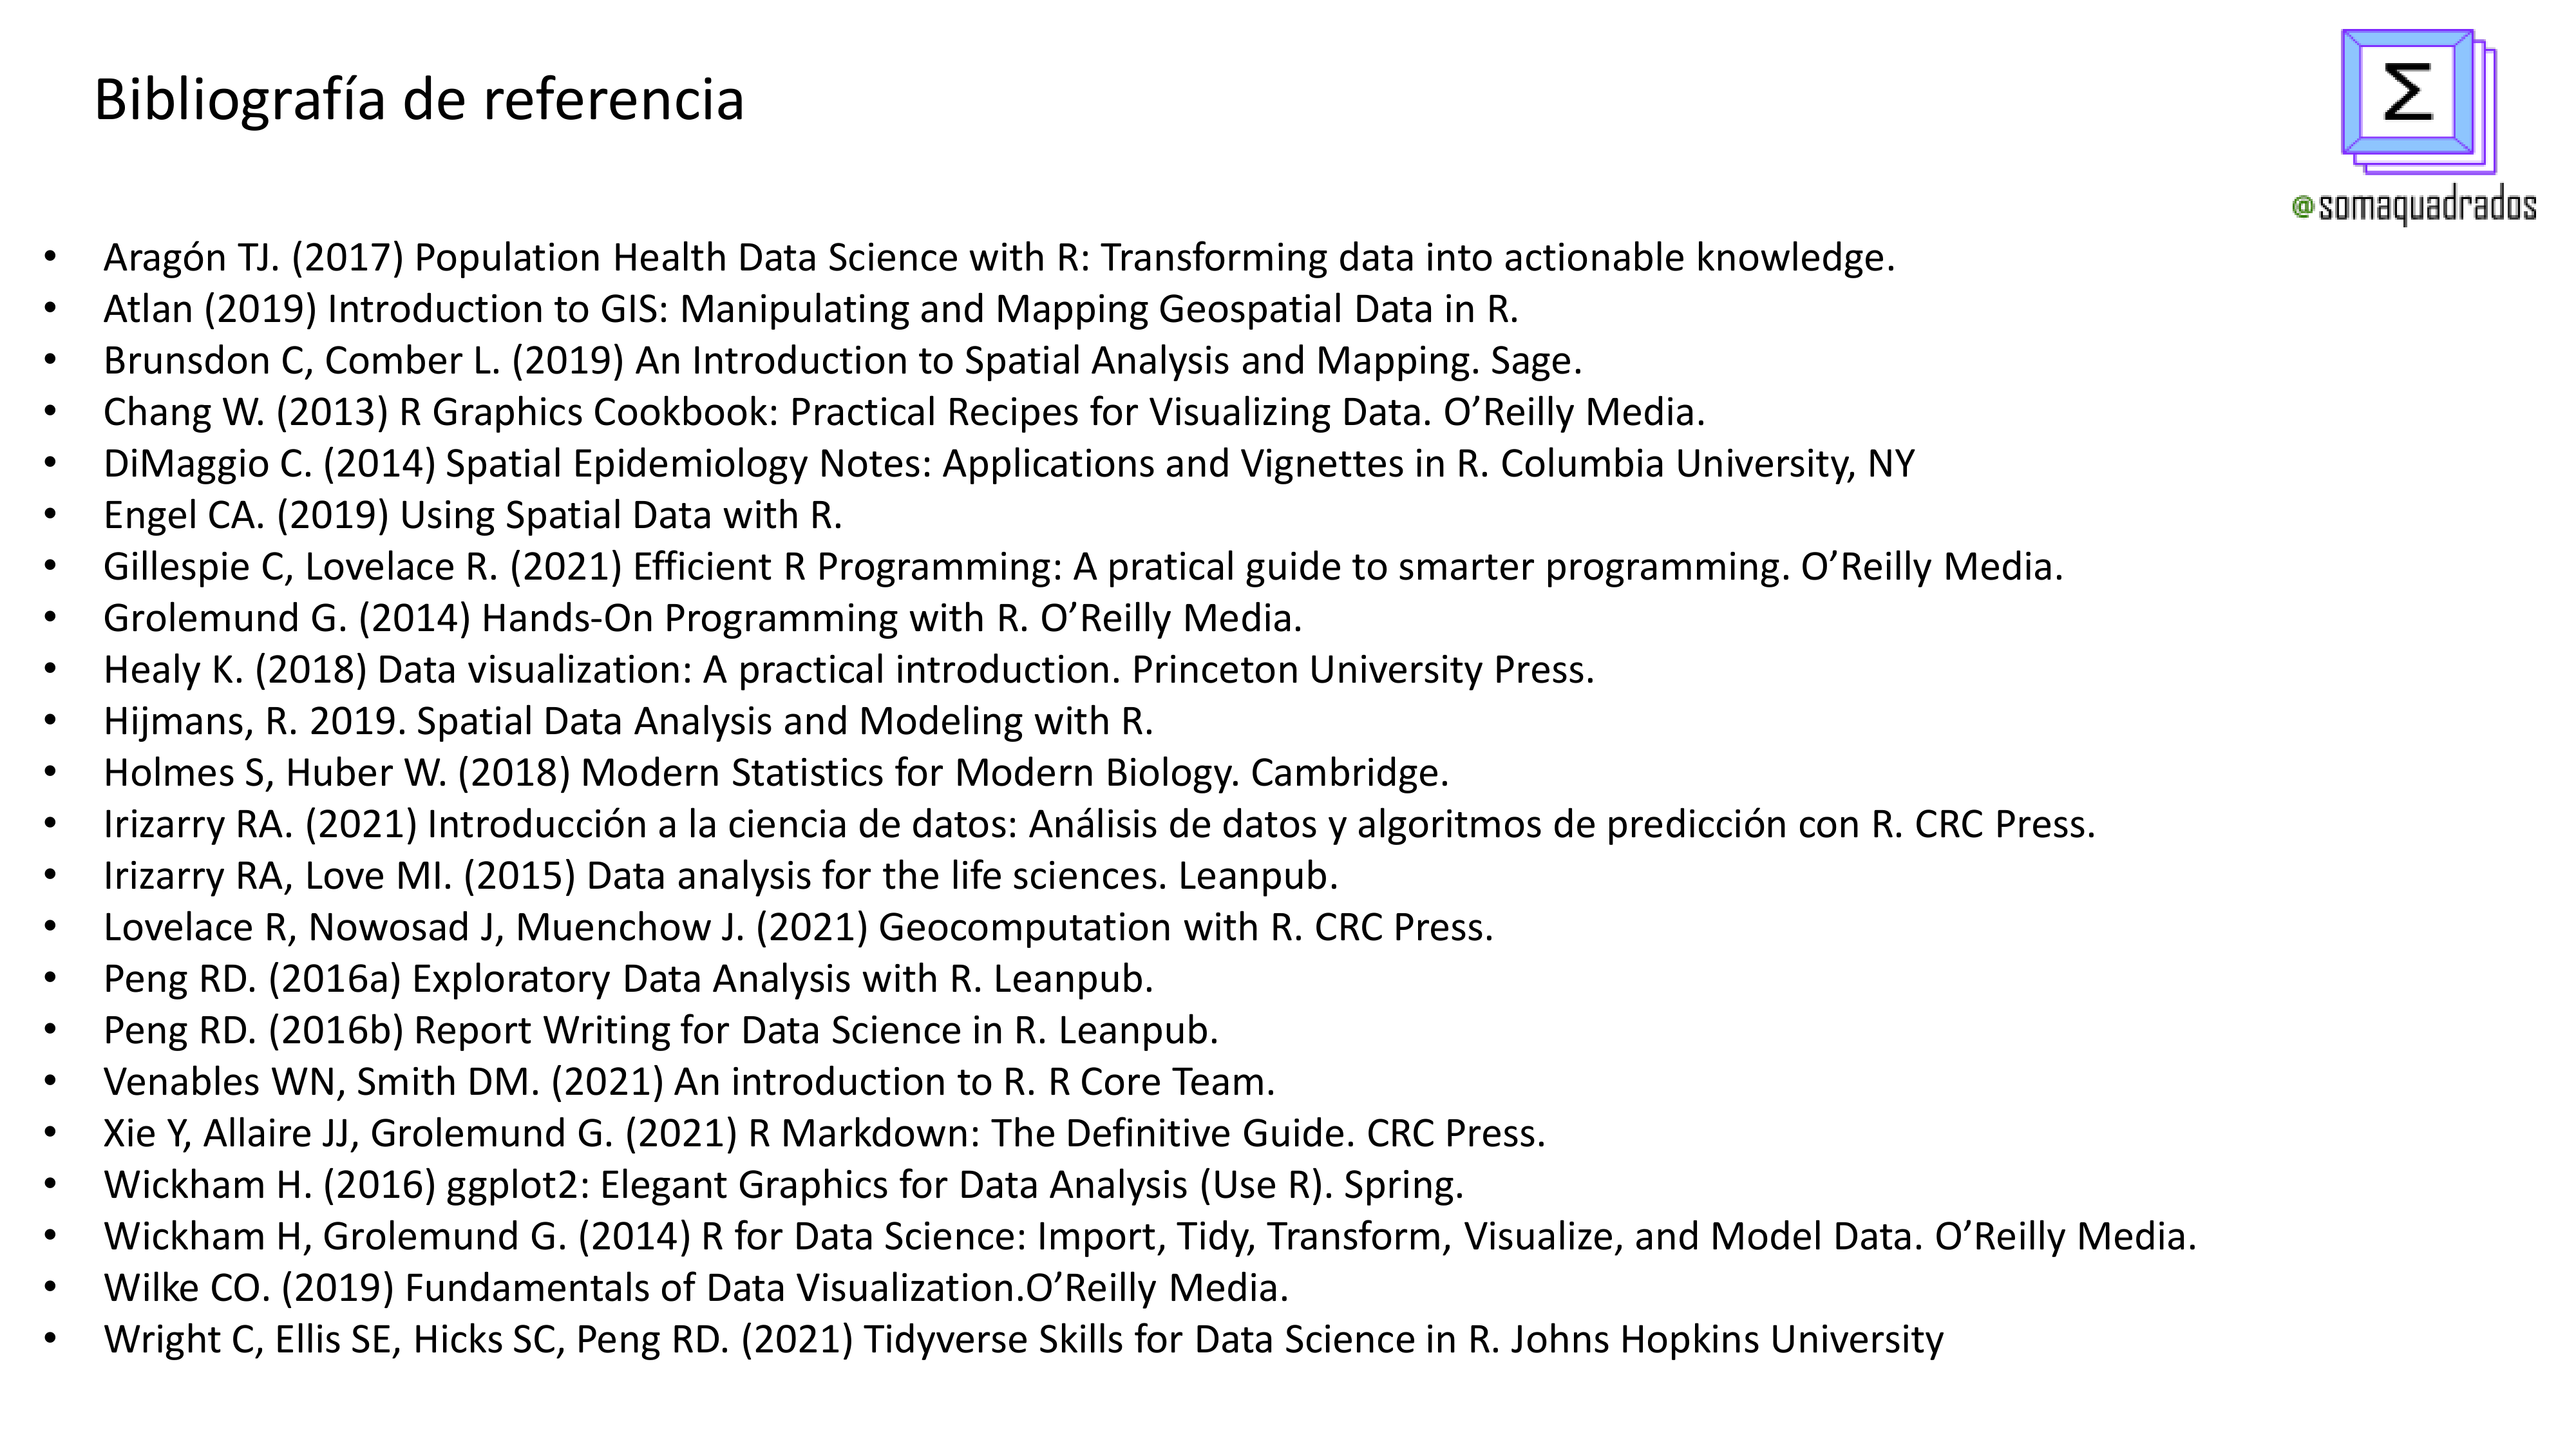 Bibliografía de referencia
Σ
@somaquadrados
• Aragón TJ. (2017) Population Health Data Science with R: Transforming data into actionable knowledge.
• Atlan (2019) Introduction to GIS: Manipulating and Mapping Geospatial Data in R.
• Brunsdon C, Comber L. (2019) An Introduction to Spatial Analysis and Mapping. Sage.
• Chang W. (2013) R Graphics Cookbook: Practical Recipes for Visualizing Data. O’Reilly Media.
• DiMaggio C. (2014) Spatial Epidemiology Notes: Applications and Vignettes in R. Columbia University, NY
• Engel CA. (2019) Using Spatial Data with R.
• Gillespie C, Lovelace R. (2021) Efficient R Programming: A pratical guide to smarter programming. O’Reilly Media.
• Grolemund G. (2014) Hands-On Programming with R. O’Reilly Media.
• Healy K. (2018) Data visualization: A practical introduction. Princeton University Press.
• Hijmans, R. 2019. Spatial Data Analysis and Modeling with R.
• Holmes S, Huber W. (2018) Modern Statistics for Modern Biology. Cambridge.
• Irizarry RA. (2021) Introducción a la ciencia de datos: Análisis de datos y algoritmos de predicción con R. CRC Press.
• Irizarry RA, Love MI. (2015) Data analysis for the life sciences. Leanpub.
• Lovelace R, Nowosad J, Muenchow J. (2021) Geocomputation with R. CRC Press.
• Peng RD. (2016a) Exploratory Data Analysis with R. Leanpub.
• Peng RD. (2016b) Report Writing for Data Science in R. Leanpub.
• Venables WN, Smith DM. (2021) An introduction to R. R Core Team.
• Xie Y, Allaire JJ, Grolemund G. (2021) R Markdown: The Definitive Guide. CRC Press.
• Wickham H. (2016) ggplot2: Elegant Graphics for Data Analysis (Use R). Spring.
• Wickham H, Grolemund G. (2014) R for Data Science: Import, Tidy, Transform, Visualize, and Model Data. O’Reilly Media.
• Wilke CO. (2019) Fundamentals of Data Visualization.O’Reilly Media.
• Wright C, Ellis SE, Hicks SC, Peng RD. (2021) Tidyverse Skills for Data Science in R. Johns Hopkins University